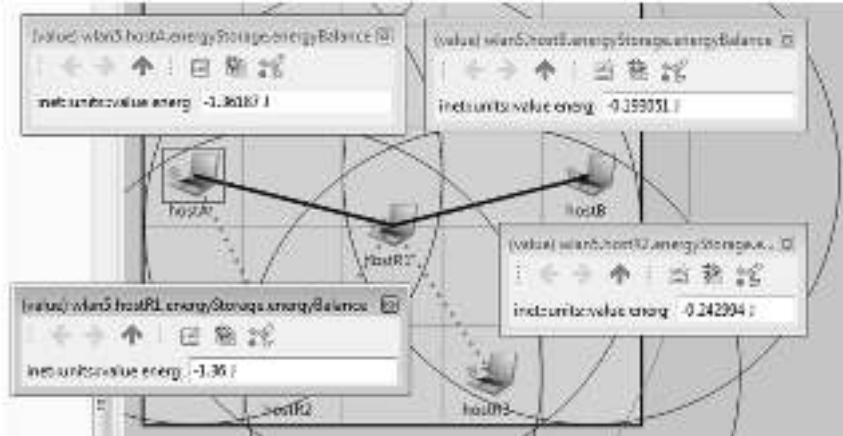 (value) wlan5.hostA.energyStorage.energyBalance
inet::units::value energ -1.36187 J
(value) wlan5.hostB.energyStorage.energyBalance
inet::units::value energ -0.199051 J
hostA
hostB
hostR1
(value) wlan5.hostR2.energyStorage.e...
inet::units::value energ -0.242994 J
(value) wlan5.hostR1.energyStorage.energyBalance
inet::units::value energ -1.36 J
hostR2
hostR3